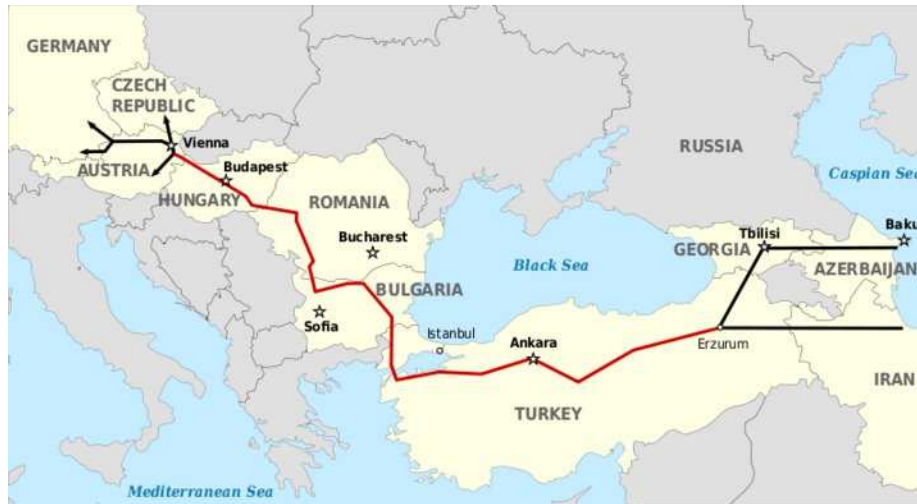 GERMANY
CZECH
REPUBLIC
Vienna
AUSTRIA
Budapest
HUNGARY
ROMANIA
Bucharest
BULGARIA
Sofia
Istanbul
Ankara
TURKEY
Black Sea
RUSSIA
Caspian Sea
Tbilisi
GEORGIA
Baku
AZERBAIJAN
Erzurum
IRAN
Mediterranean Sea